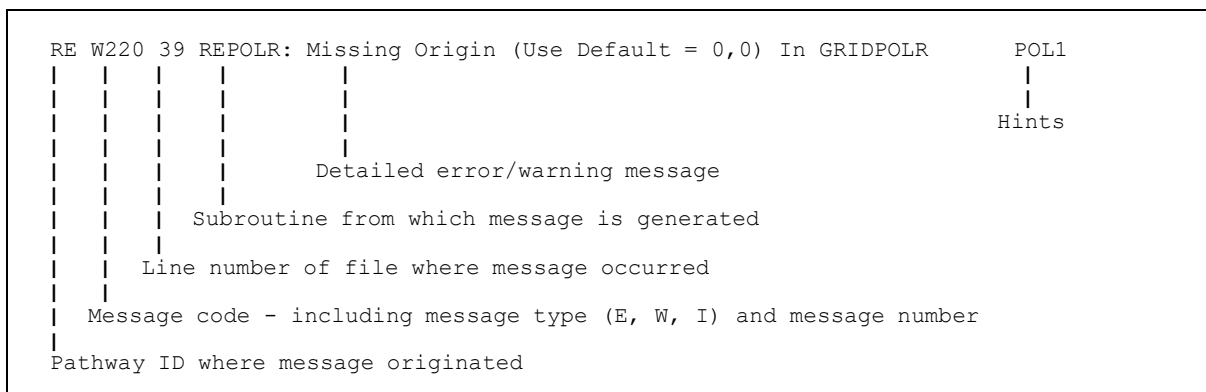 RE W220 39 REPOLR: Missing Origin (Use Default = 0,0) In GRIDPOLR POL1
Hints
Detailed error/warning message
Subroutine from which message is generated
Line number of file where message occurred
Message code - including message type (E, W, I) and message number
Pathway ID where message originated